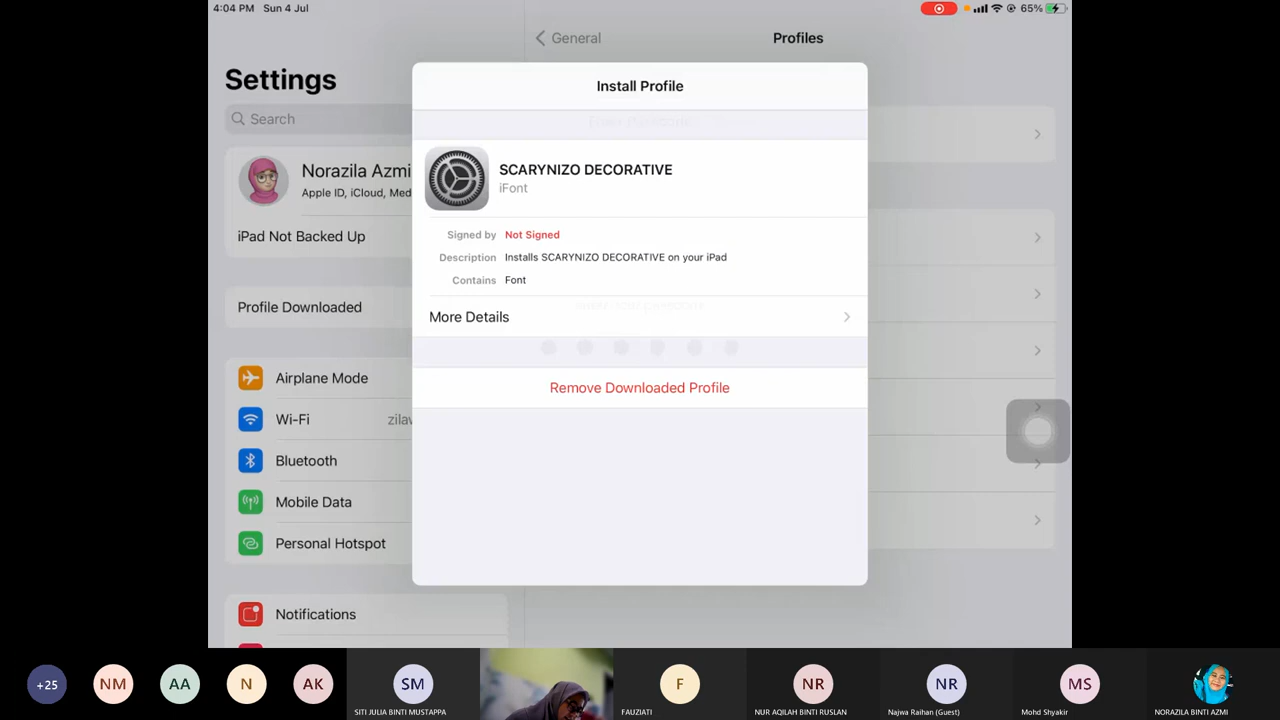 4:04 PM Sun 4 Jul
65%
General
Profiles
Settings
Search
Norazila Azmi
Apple ID, iCloud, Med
iPad Not Backed Up
Profile Downloaded
Airplane Mode
Wi-Fi
zilaw
Bluetooth
Mobile Data
Personal Hotspot
Notifications
Install Profile
SCARYNIZO DECORATIVE
iFont
Signed by Not Signed
Description Installs SCARYNIZO DECORATIVE on your iPad
Contains Font
More Details
Remove Downloaded Profile
+25
NM
AA
N
AK
SM
SITI JULIA BINTI MUSTAPPA
F
FAUZIATI
NR
NUR AQILAH BINTI RUSLAN
NR
Najwa Raihan (Guest)
MS
Mohd Shyakir
NORAZILA BINTI AZMI